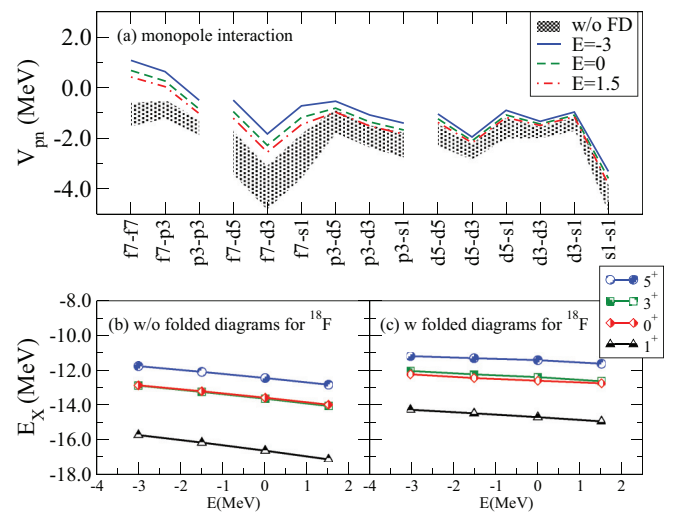 (a) monopole interaction
w/o FD
E=-3
E=0
E=1.5
V_pn (MeV)
2.0
0.0
-2.0
-4.0
f7-f7
f7-p3
p3-p3
f7-d5
f7-d3
f7-s1
p3-d5
p3-d3
p3-s1
d5-d5
d5-d3
d5-s1
d3-d3
d3-s1
s1-s1
5+
3+
0+
1+
(b) w/o folded diagrams for 18F
(c) w folded diagrams for 18F
E_X (MeV)
-8.0
-10.0
-12.0
-14.0
-16.0
-18.0
-4 -3 -2 -1 0 1 2
-4 -3 -2 -1 0 1 2
E(MeV)
E(MeV)